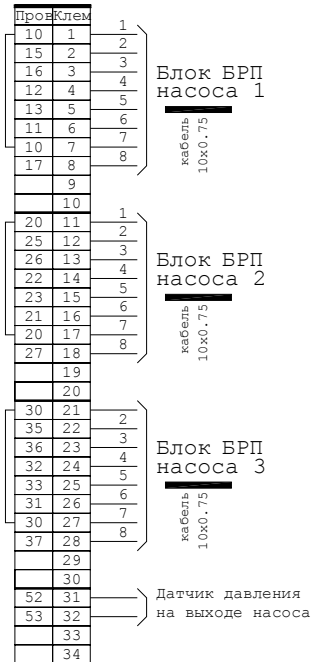 Пров Клем
10 1 1
15 2 2
16 3 3
12 4 4
13 5 5
11 6 6
10 7 7
17 8 8
9
10
Блок БРП
насоса 1
кабель
10x0.75
20 11 1
25 12 2
26 13 3
22 14 4
23 15 5
21 16 6
20 17 7
27 18 8
19
20
Блок БРП
насоса 2
кабель
10x0.75
30 21
35 22 2
36 23 3
32 24 4
33 25 5
31 26 6
30 27 7
37 28 8
29
30
Блок БРП
насоса 3
кабель
10x0.75
52 31
53 32
33
34
Датчик давления
на выходе насоса